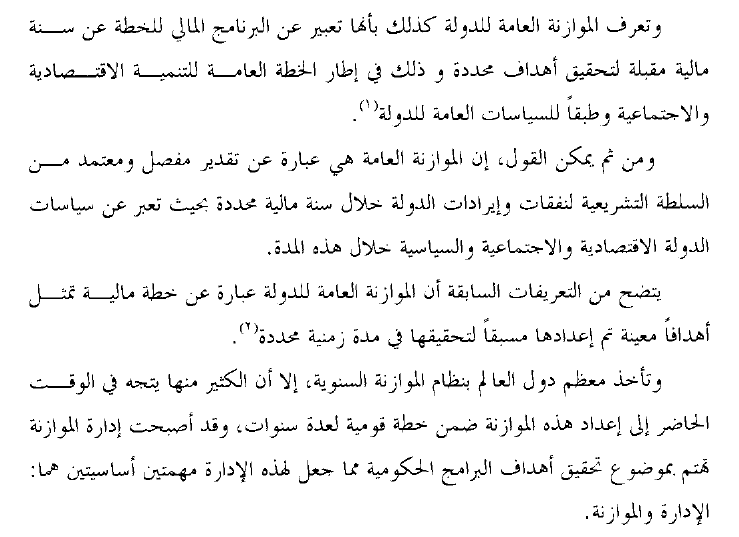 وتعرف الموازنة العامة للدولة كذلك بأنها تعبير عن البرنامج المالي للخطة عن سنة
مالية مقبلة لتحقيق أهداف محددة و ذلك في إطار الخطة العامة للتنمية الاقتصادية
والاجتماعية وطبقاً للسياسات العامة للدولة(١).
ومن ثم يمكن القول، إن الموازنة العامة هي عبارة عن تقدير مفصل ومعتمد من
السلطة التشريعية لنفقات وإيرادات الدولة خلال سنة مالية محددة بحيث تعبر عن سياسات
الدولة الاقتصادية والاجتماعية والسياسية خلال هذه المدة.
يتضح من التعريفات السابقة أن الموازنة العامة للدولة عبارة عن خطة مالية تمثل
أهدافاً معينة تم إعدادها مسبقاً لتحقيقها في مدة زمنية محددة(٢).
وتأخذ معظم دول العالم بنظام الموازنة السنوية، إلا أن الكثير منها يتجه في الوقت
الحاضر إلى إعداد هذه الموازنة ضمن خطة قومية لعدة سنوات، وقد أصبحت إدارة الموازنة
تهتم بموضوع تحقيق أهداف البرامج الحكومية مما جعل لهذه الإدارة مهمتين أساسيتين هما:
الإدارة والموازنة.